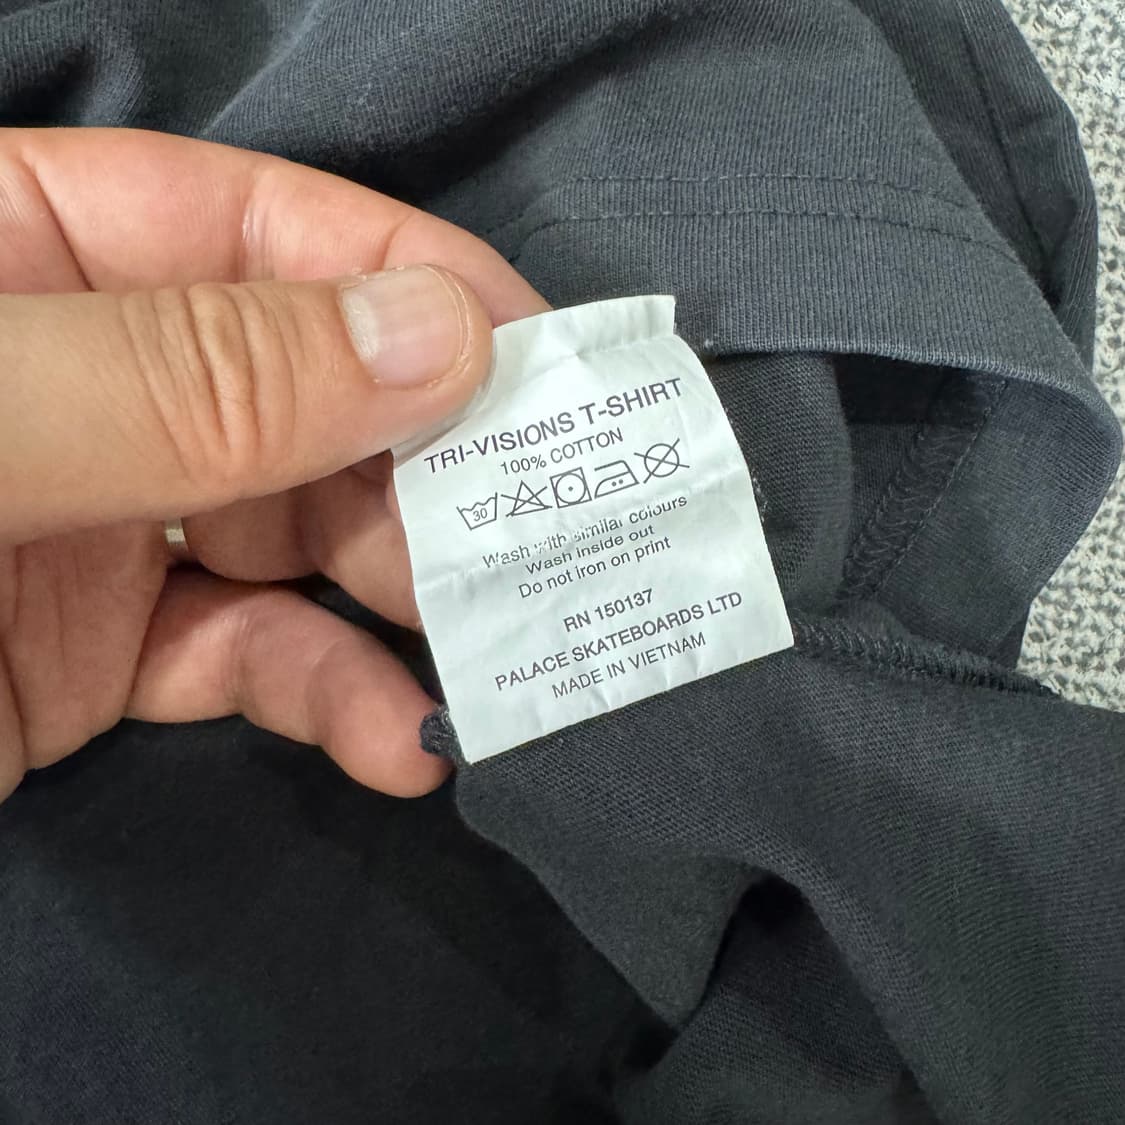 TRI-VISIONS T-SHIRT
100% COTTON
30
Wash with similar colours
Wash inside out
Do not iron on print
RN 150137
PALACE SKATEBOARDS LTD
MADE IN VIETNAM